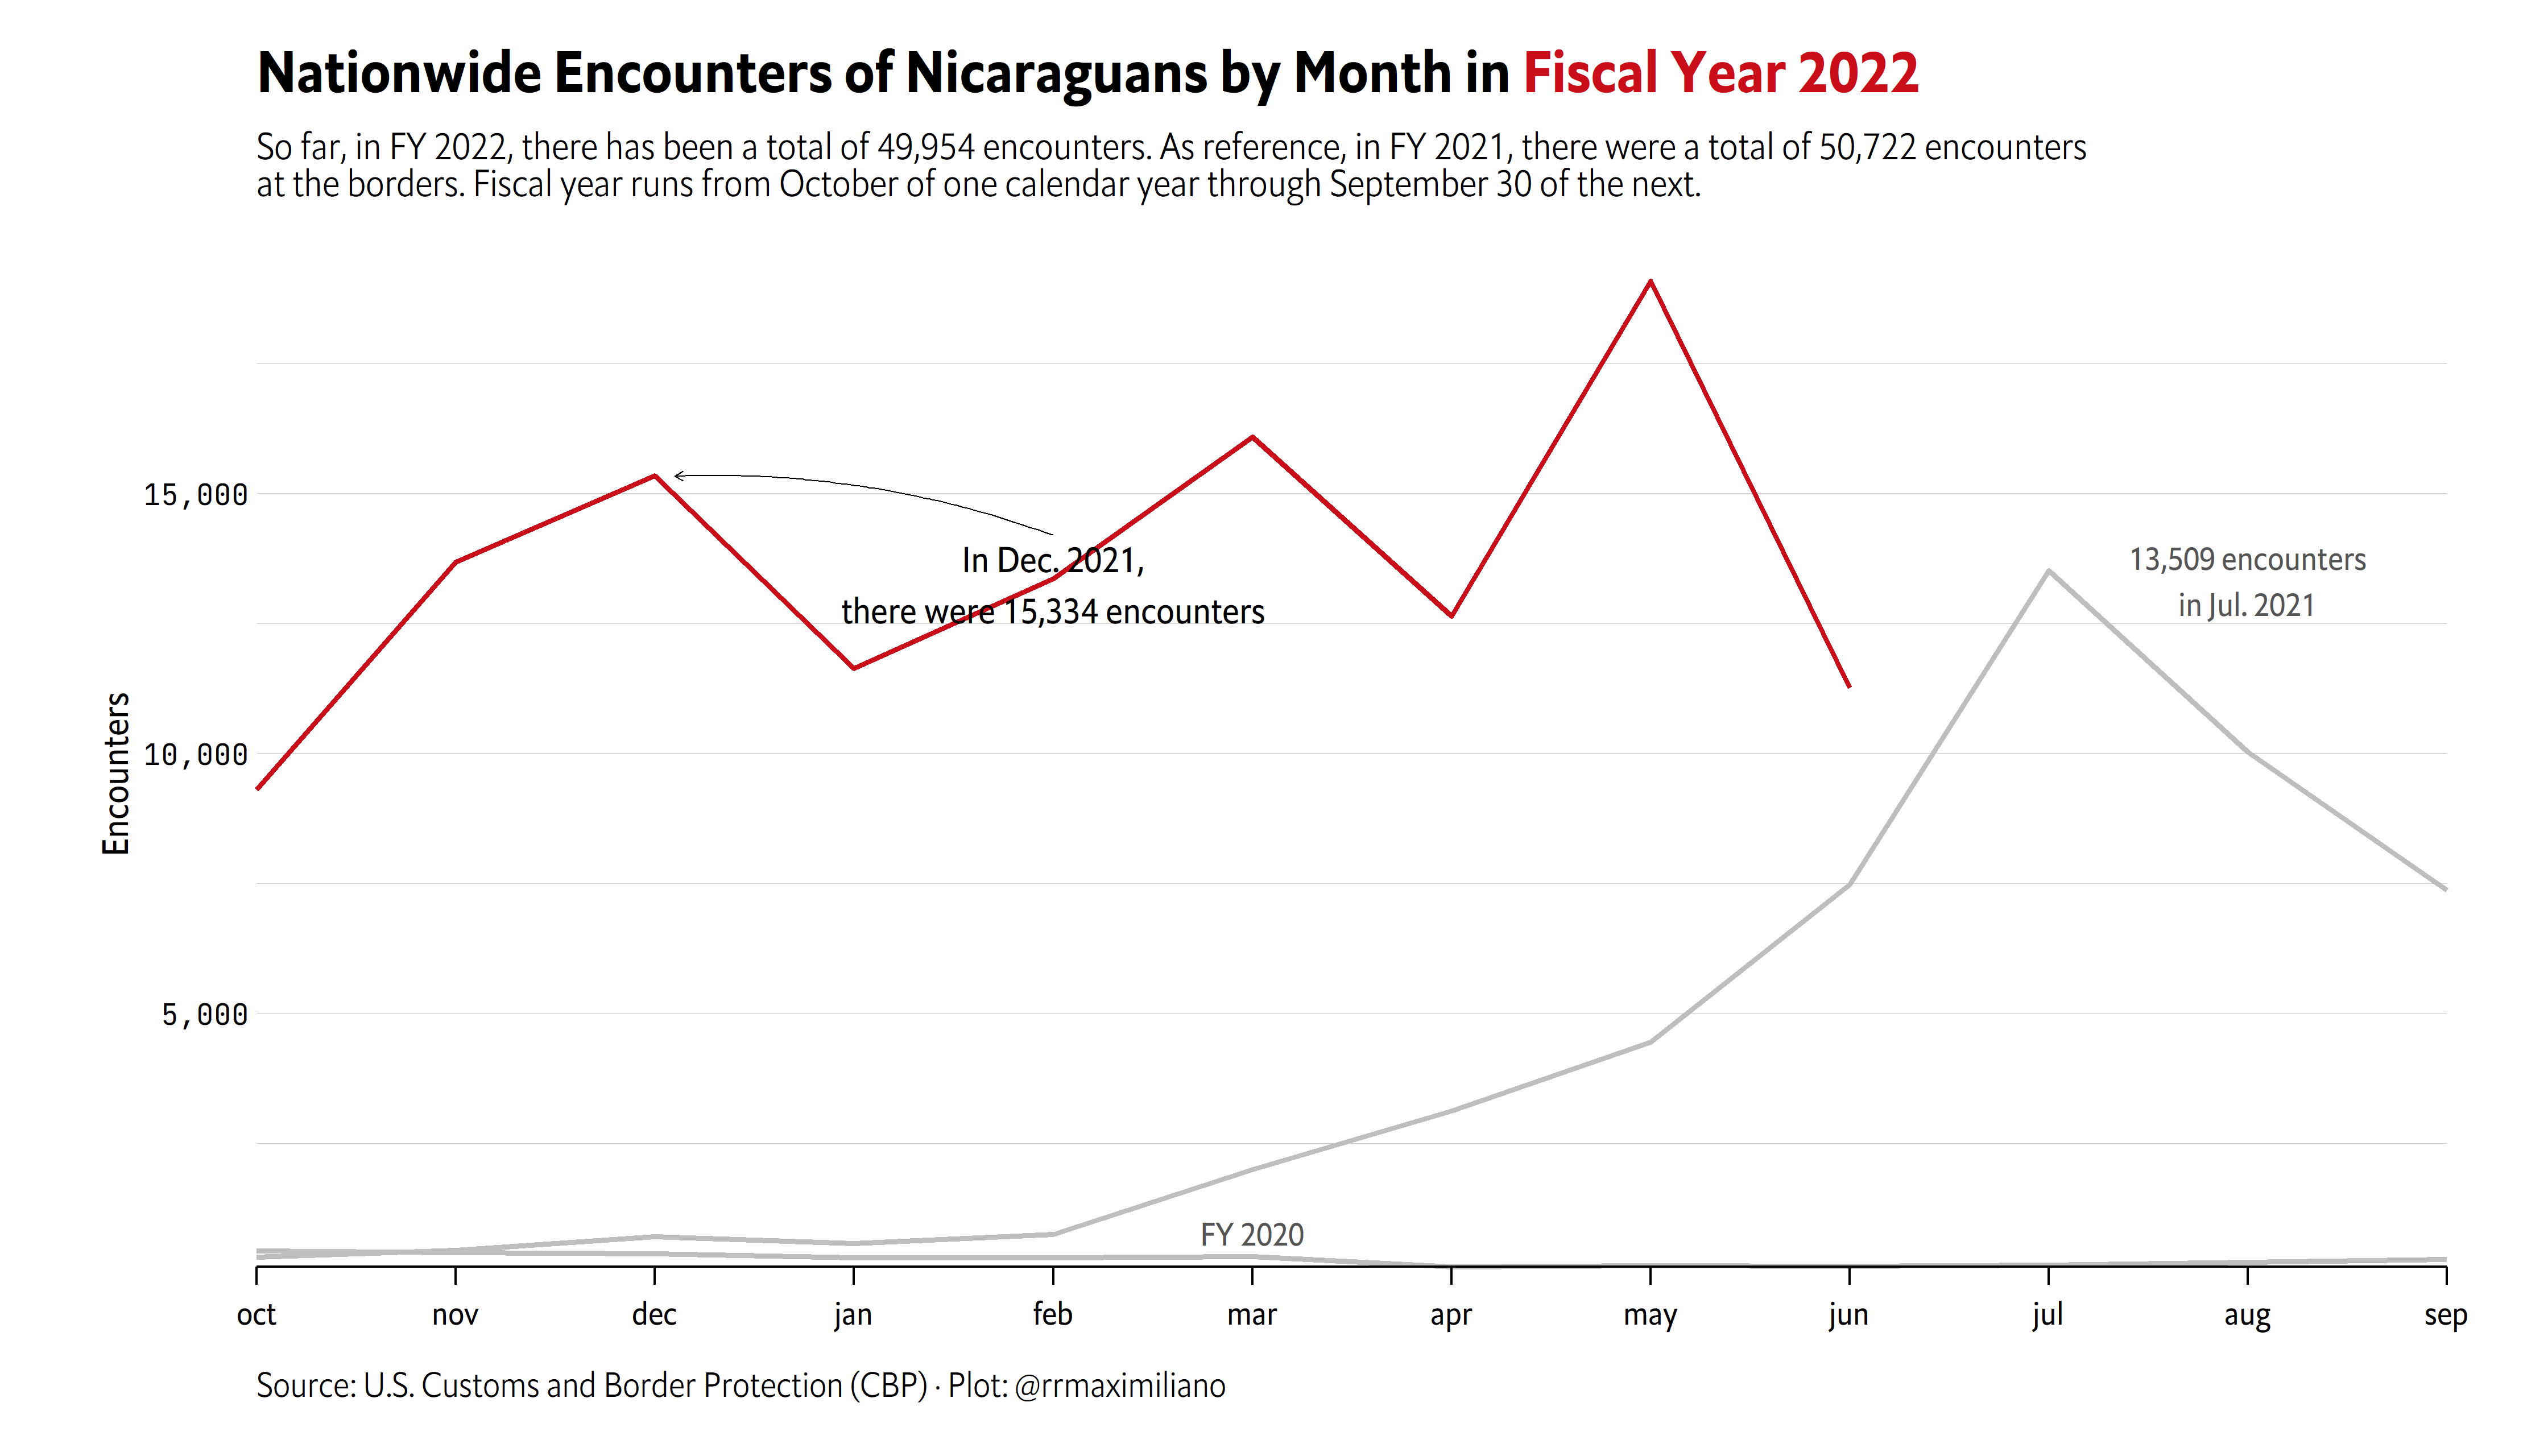 Nationwide Encounters of Nicaraguans by Month in Fiscal Year 2022
So far, in FY 2022, there has been a total of 49,954 encounters. As reference, in FY 2021, there were a total of 50,722 encounters
at the borders. Fiscal year runs from October of one calendar year through September 30 of the next.
15,000
In Dec. 2021,
there were 15,334 encounters
13,509 encounters
in Jul. 2021
Encounters
10,000
5,000
FY 2020
oct nov dec jan feb mar apr may jun jul aug sep
Source: U.S. Customs and Border Protection (CBP) · Plot: @rrmaximiliano